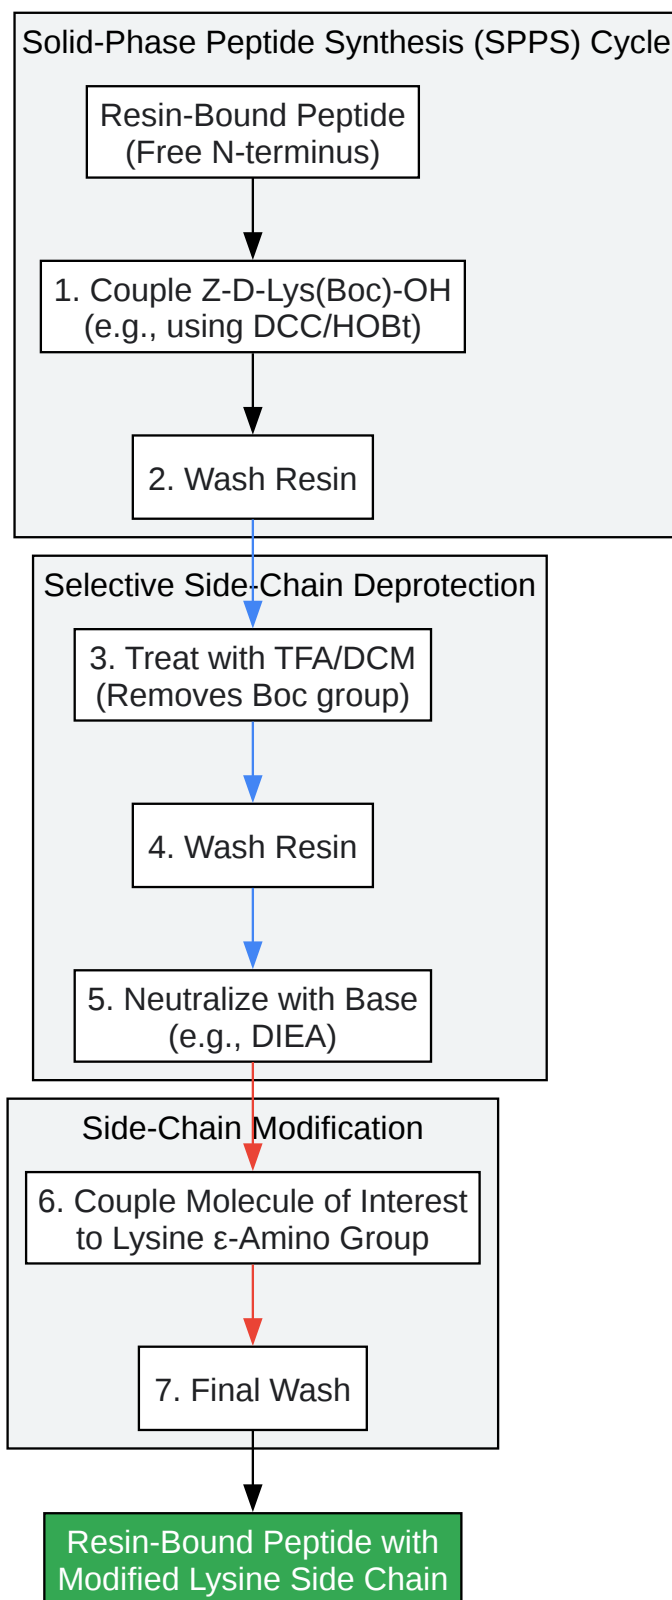 Solid-Phase Peptide Synthesis (SPPS) Cycle
Resin-Bound Peptide
(Free N-terminus)
1. Couple Z-D-Lys(Boc)-OH
(e.g., using DCC/HOBt)
2. Wash Resin
Selective Side-Chain Deprotection
3. Treat with TFA/DCM
(Removes Boc group)
4. Wash Resin
5. Neutralize with Base
(e.g., DIEA)
Side-Chain Modification
6. Couple Molecule of Interest
to Lysine ε-Amino Group
7. Final Wash
Resin-Bound Peptide with
Modified Lysine Side Chain